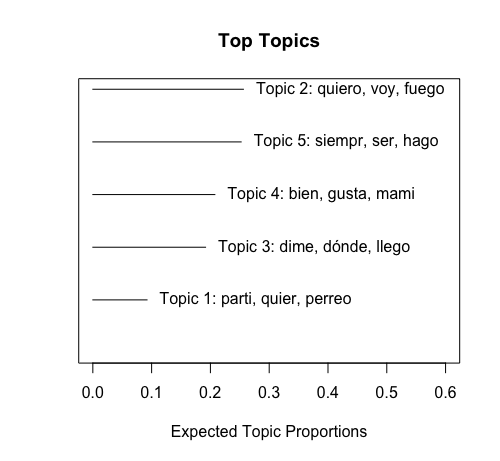 Top Topics
Topic 2: quiero, voy, fuego
Topic 5: siempr, ser, hago
Topic 4: bien, gusta, mami
Topic 3: dime, dónde, llego
Topic 1: parti, quier, perreo
0.0 0.1 0.2 0.3 0.4 0.5 0.6
Expected Topic Proportions